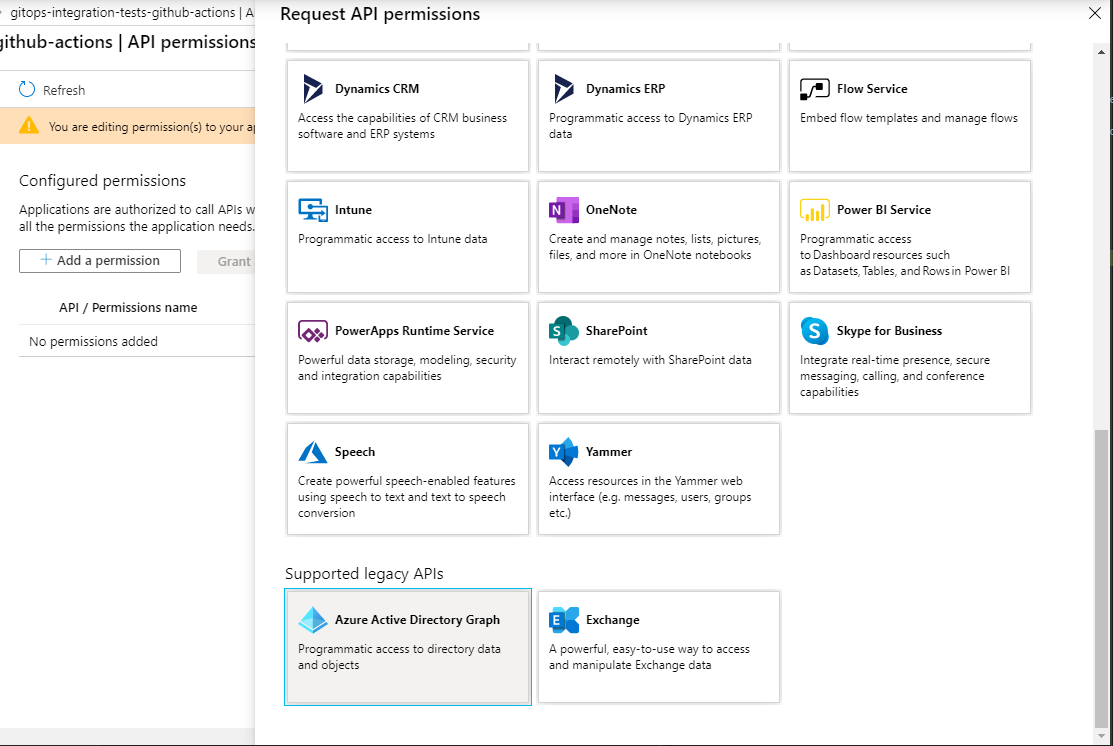 gitops-integration-tests-github-actions | A
github-actions | API permissions
Refresh
You are editing permission(s) to your ap
Configured permissions
Applications are authorized to call APIs w
all the permissions the application needs.
+ Add a permission
Grant
API / Permissions name
No permissions added
Request API permissions
Dynamics CRM
Access the capabilities of CRM business
software and ERP systems
Dynamics ERP
Programmatic access to Dynamics ERP
data
Flow Service
Embed flow templates and manage flows
Intune
Programmatic access to Intune data
N
OneNote
Create and manage notes, lists, pictures,
files, and more in OneNote notebooks
Power BI Service
Programmatic access
to Dashboard resources such
as Datasets, Tables, and Rows in Power BI
PowerApps Runtime Service
Powerful data storage, modeling, security
and integration capabilities
S
SharePoint
Interact remotely with SharePoint data
S
Skype for Business
Integrate real-time presence, secure
messaging, calling, and conference
capabilities
Speech
Create powerful speech-enabled features
using speech to text and text to speech
conversion
Y
Yammer
Access resources in the Yammer web
interface (e.g. messages, users, groups
etc.)
Supported legacy APIs
Azure Active Directory Graph
Programmatic access to directory data
and objects
E
Exchange
A powerful, easy-to-use way to access
and manipulate Exchange data